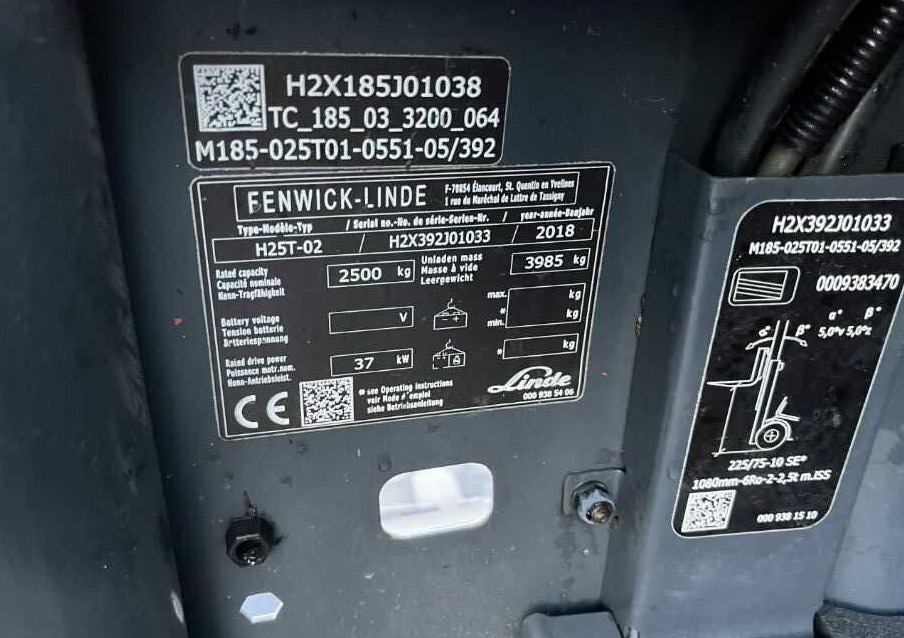 H2X185J01038
TC_185_03_3200_064
M185-025T01-0551-05/392
FENWICK-LINDE
F-78854 Élancourt, St. Quentin en Yvelines
1 rue du Maréchal de Lattre de Tassigny
Type-Modèle-Typ / Serial no.-No. de série-Serien-Nr. / year-année-Baujahr
H25T-02 / H2X392J01033 / 2018
Rated capacity
Capacité nominale
Nenn-Tragfähigkeit
2500 kg
Unladen mass
Masse à vide
Leergewicht
3985 kg
Battery voltage
Tension batterie
Batteriespannung
V
max.
kg
*
min.
kg
Rated drive power
Puissance motr.nom.
Nenn-Antriebsleist.
37 kW
*
kg
CE
* see Operating instructions
voir Mode d'emploi
siehe Betriebsanleitung
Linde
000 938 54 06
H2X392J01033
M185-025T01-0551-05/392
0009383470
α° β°
α° β° 5,0°v 5,0°z
225/75-10 SE*
1080mm-6Ro-2-2,5t m.ISS
000 938 15 10